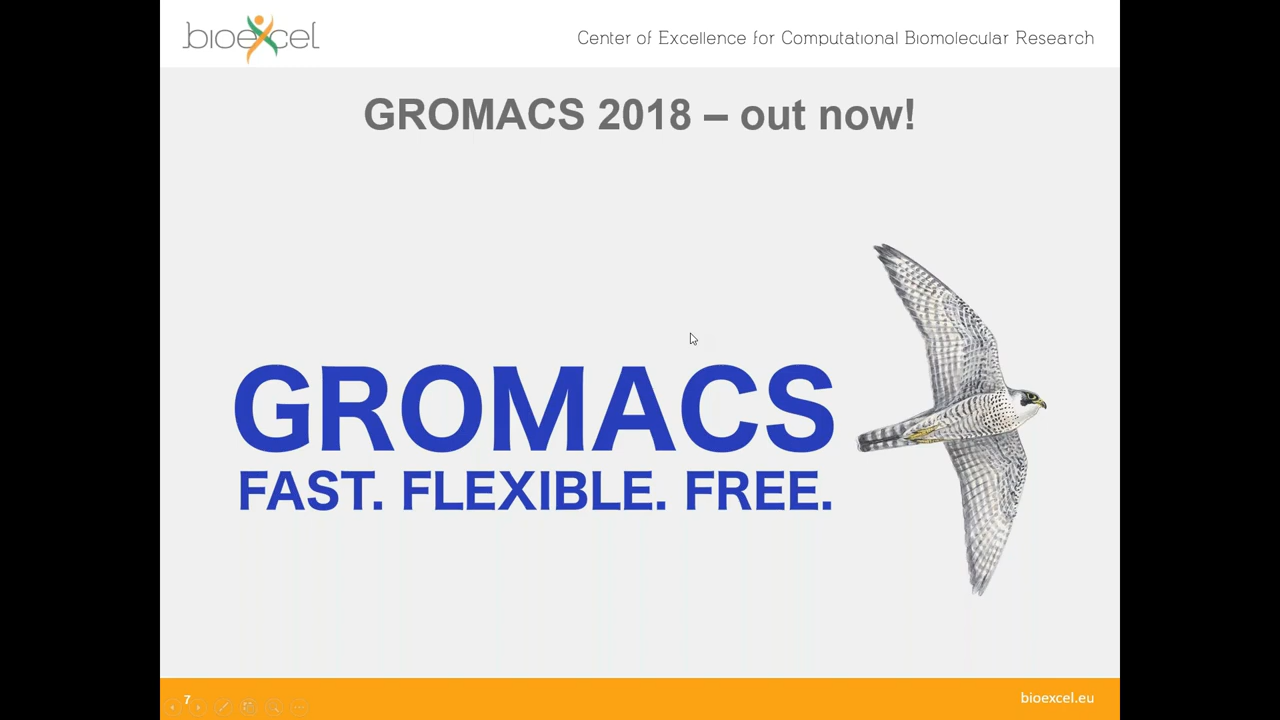 bioexcel
Center of Excellence for Computational Biomolecular Research
GROMACS 2018 – out now!
GROMACS
FAST. FLEXIBLE. FREE.
7
bioexcel.eu